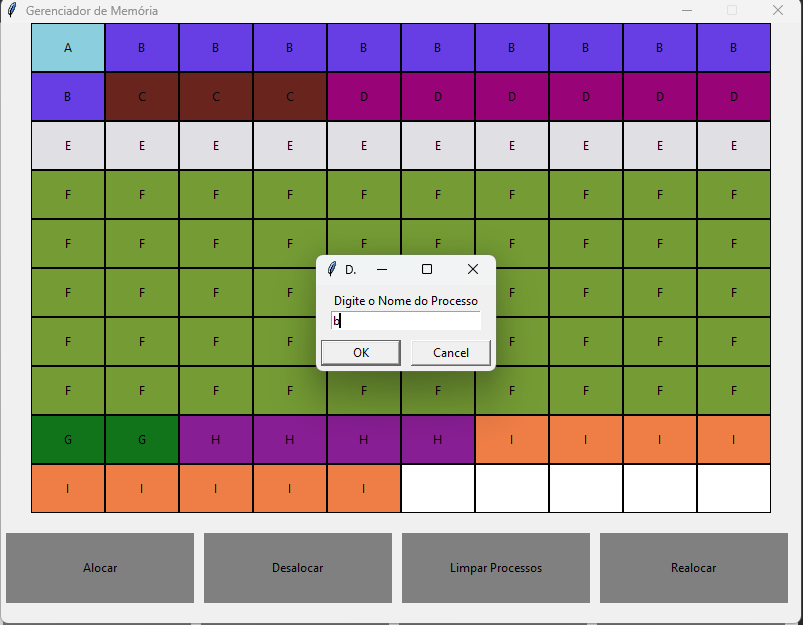 Gerenciador de Memória
A B B B B B B B B B
B C C C D D D D D D
E E E E E E E E E E
F F F F F F F F F F
F F F F F F
D.
F F F F F
Digite o Nome do Processo
b
F F F F F
OK Cancel
F F F F F F F F F F
G G H H H H I I I I
I I I I I
Alocar Desalocar Limpar Processos Realocar